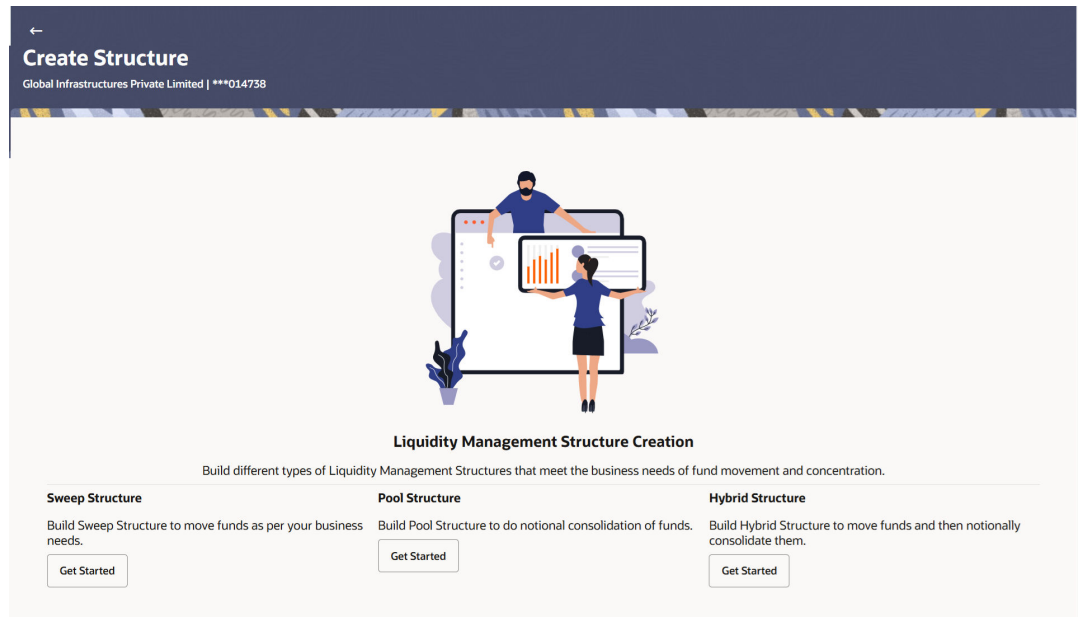 Create Structure
Global Infrastructures Private Limited | ***014738
Liquidity Management Structure Creation
Build different types of Liquidity Management Structures that meet the business needs of fund movement and concentration.
Sweep Structure
Build Sweep Structure to move funds as per your business
needs.
Get Started
Pool Structure
Build Pool Structure to do notional consolidation of funds.
Get Started
Hybrid Structure
Build Hybrid Structure to move funds and then notionally
consolidate them.
Get Started